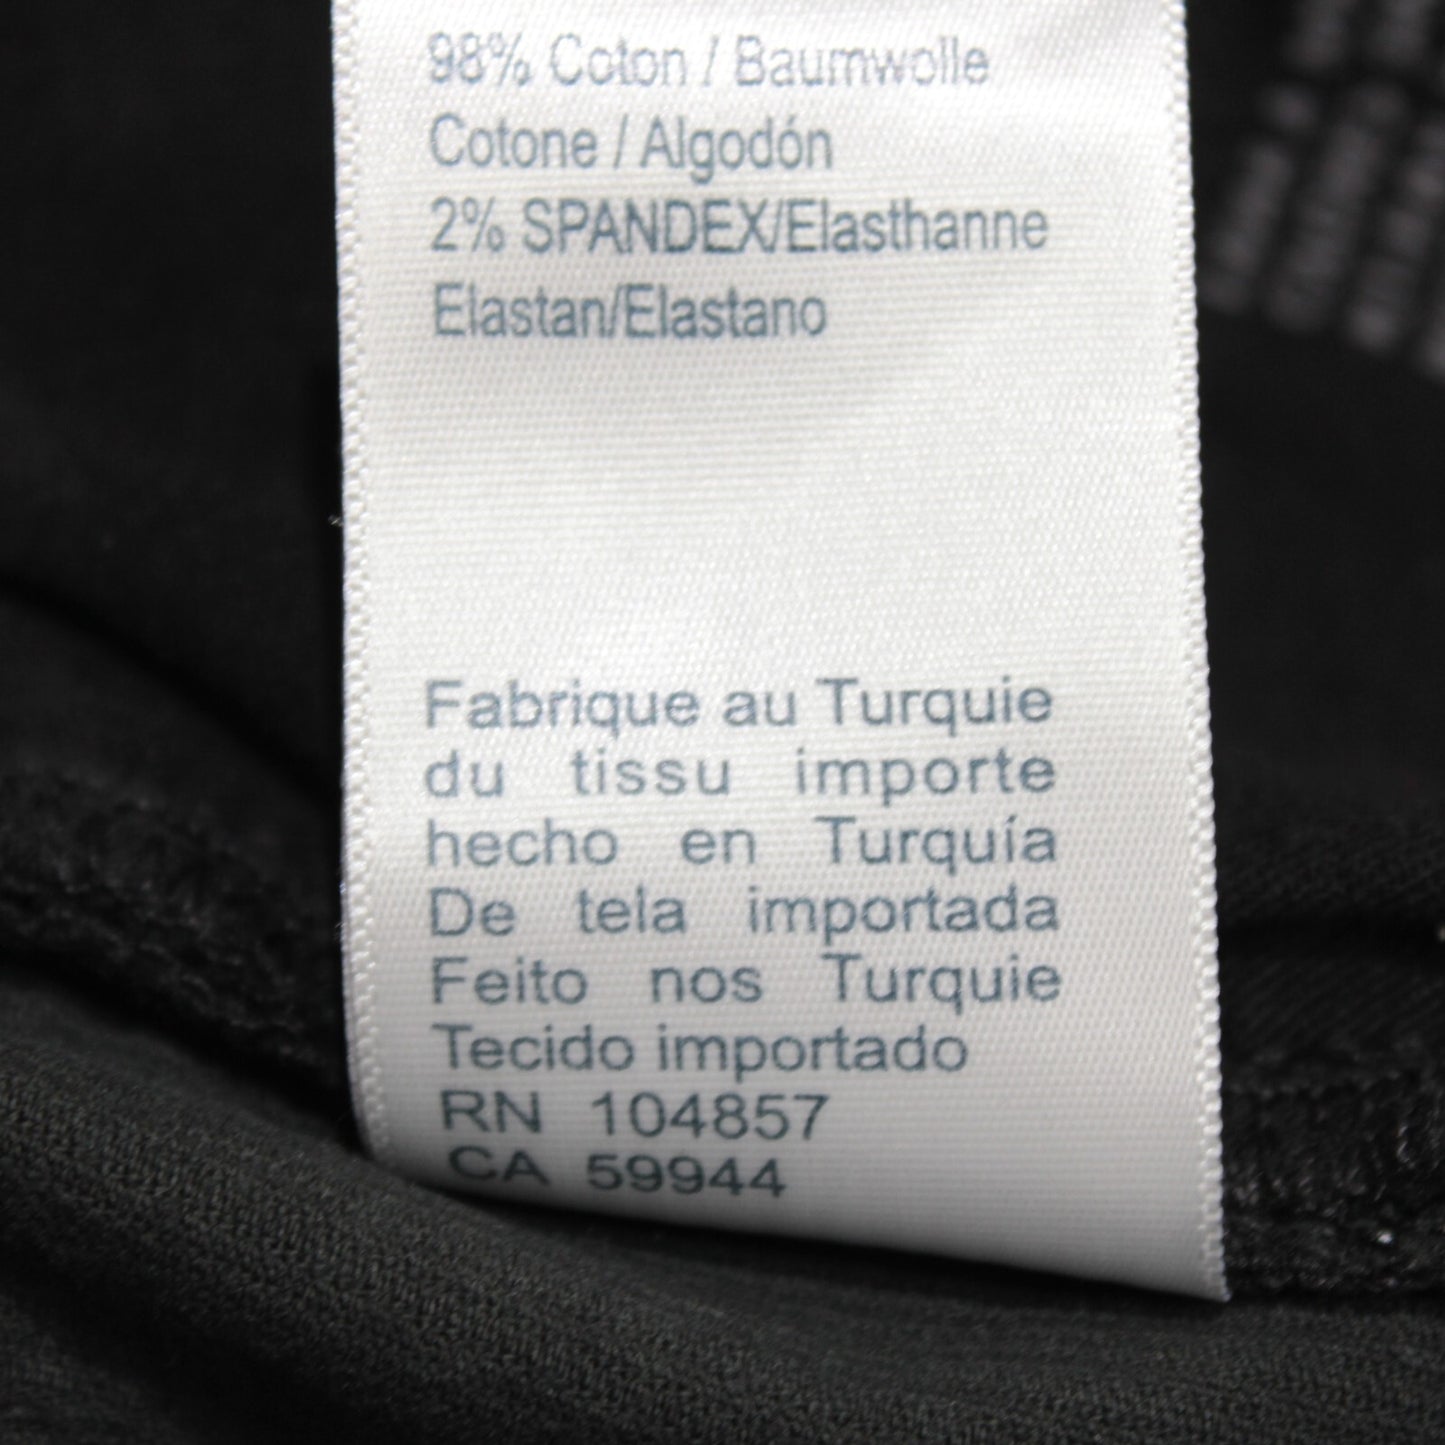 98% Coton / Baumwolle
Cotone / Algodón
2% SPANDEX/Elasthanne
Elastan/Elastano
Fabrique au Turquie
du tissu importe
hecho en Turquía
De tela importada
Feito nos Turquie
Tecido importado
RN 104857
CA 59944